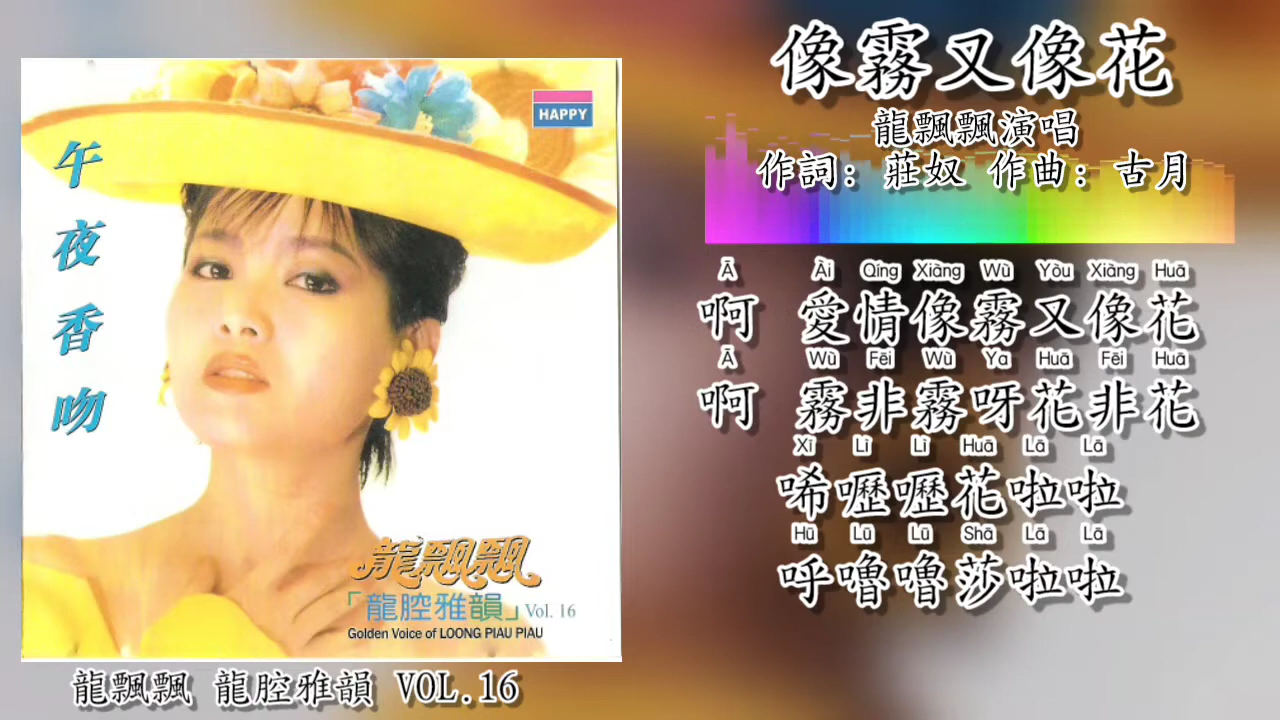 HAPPY
午夜香吻
龍飄飄
「龍腔雅韻」Vol. 16
Golden Voice of LOONG PIAU PIAU
龍飄飄 龍腔雅韻 VOL.16
像霧又像花
龍飄飄演唱
作詞：莊奴 作曲：古月
Ā Ài Qíng Xiàng Wù Yòu Xiàng Huā
啊 愛情像霧又像花
Ā Wù Fēi Wù Ya Huā Fēi Huā
啊 霧非霧呀花非花
Xī Lì Lì Huā Lā Lā
唏嚦嚦花啦啦
Hū Lū Lū Shā Lā Lā
呼嚕嚕莎啦啦